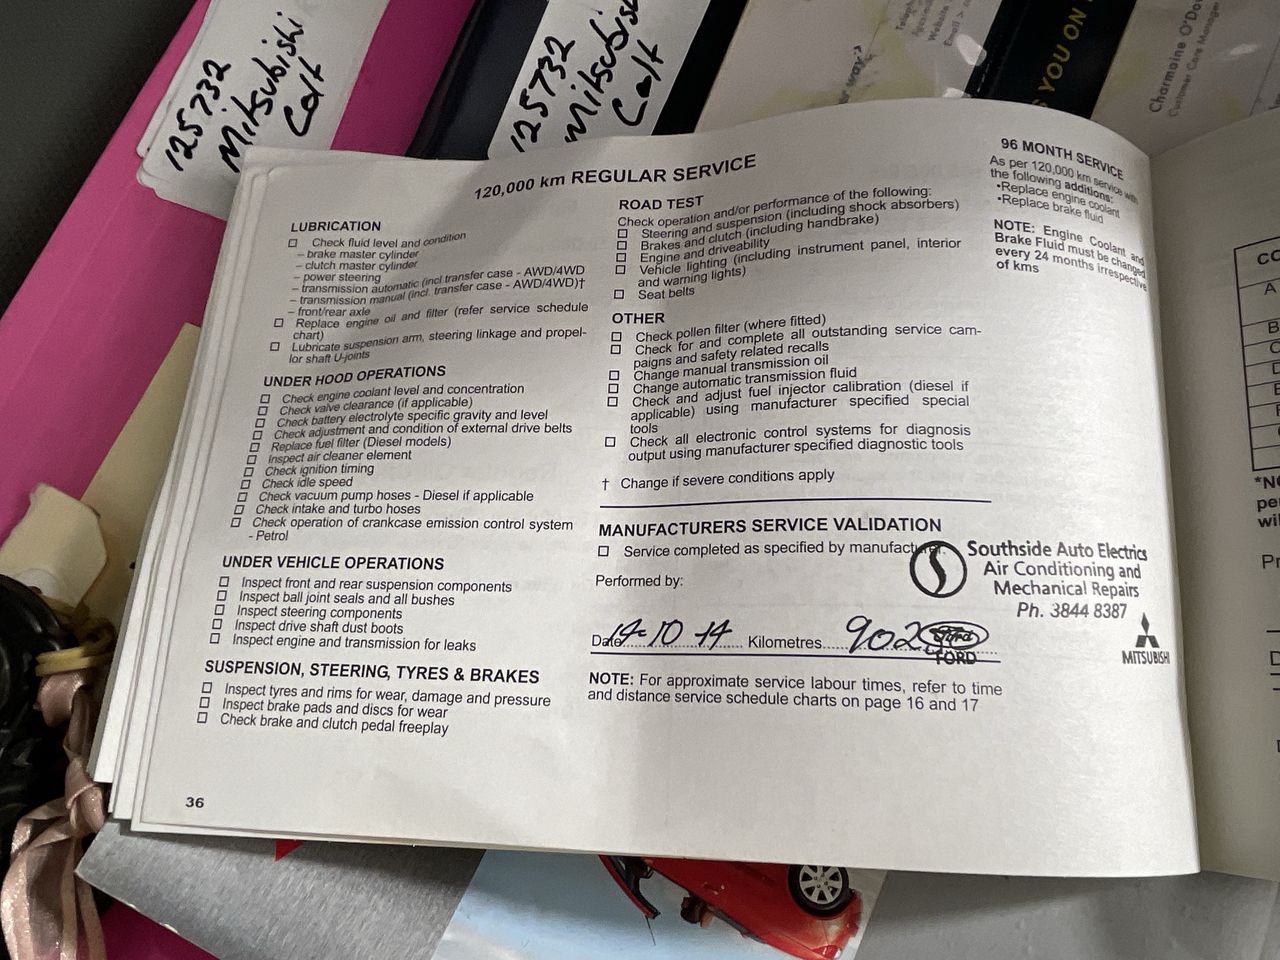 125732
Mitsubishi
Colt
125732
Mitsubis
Colt
er way"
Website
Email >
S YOU ON
Charmaine O'Do
Customer Care Manager
120,000 km REGULAR SERVICE
LUBRICATION
Check fluid level and condition
– brake master cylinder
– clutch master cylinder
– power steering
– transmission automatic (incl transfer case - AWD/4WD
– transmission manual (incl. transfer case - AWD/4WD)†
– front/rear axle
Replace engine oil and filter (refer service schedule
chart)
Lubricate suspension arm, steering linkage and propel-
lor shaft U-joints
UNDER HOOD OPERATIONS
Check engine coolant level and concentration
Check valve clearance (if applicable)
Check battery electrolyte specific gravity and level
Check adjustment and condition of external drive belts
Replace fuel filter (Diesel models)
Inspect air cleaner element
Check ignition timing
Check idle speed
Check vacuum pump hoses - Diesel if applicable
Check intake and turbo hoses
Check operation of crankcase emission control system
- Petrol
UNDER VEHICLE OPERATIONS
Inspect front and rear suspension components
Inspect ball joint seals and all bushes
Inspect steering components
Inspect drive shaft dust boots
Inspect engine and transmission for leaks
SUSPENSION, STEERING, TYRES & BRAKES
Inspect tyres and rims for wear, damage and pressure
Inspect brake pads and discs for wear
Check brake and clutch pedal freeplay
36
ROAD TEST
Check operation and/or performance of the following:
Steering and suspension (including shock absorbers)
Brakes and clutch (including handbrake)
Engine and driveability
Vehicle lighting (including instrument panel, interior
and warning lights)
Seat belts
OTHER
Check pollen filter (where fitted)
Check for and complete all outstanding service cam-
paigns and safety related recalls
Change manual transmission oil
Change automatic transmission fluid
Check and adjust fuel injector calibration (diesel if
applicable) using manufacturer specified special
tools
Check all electronic control systems for diagnosis
output using manufacturer specified diagnostic tools
† Change if severe conditions apply
MANUFACTURERS SERVICE VALIDATION
Service completed as specified by manufacturer.
Performed by:
Southside Auto Electrics
Air Conditioning and
Mechanical Repairs
Ph. 3844 8387
MITSUBISHI
Date 14-10-14 Kilometres 902
Ford
FORD
NOTE: For approximate service labour times, refer to time
and distance service schedule charts on page 16 and 17
96 MONTH SERVICE
As per 120,000 km service with
the following additions:
•Replace engine coolant
•Replace brake fluid
NOTE: Engine Coolant and
Brake Fluid must be changed
every 24 months irrespective
of kms
CO
A
B
C
D
E
*NO
per
wil
Pr
D